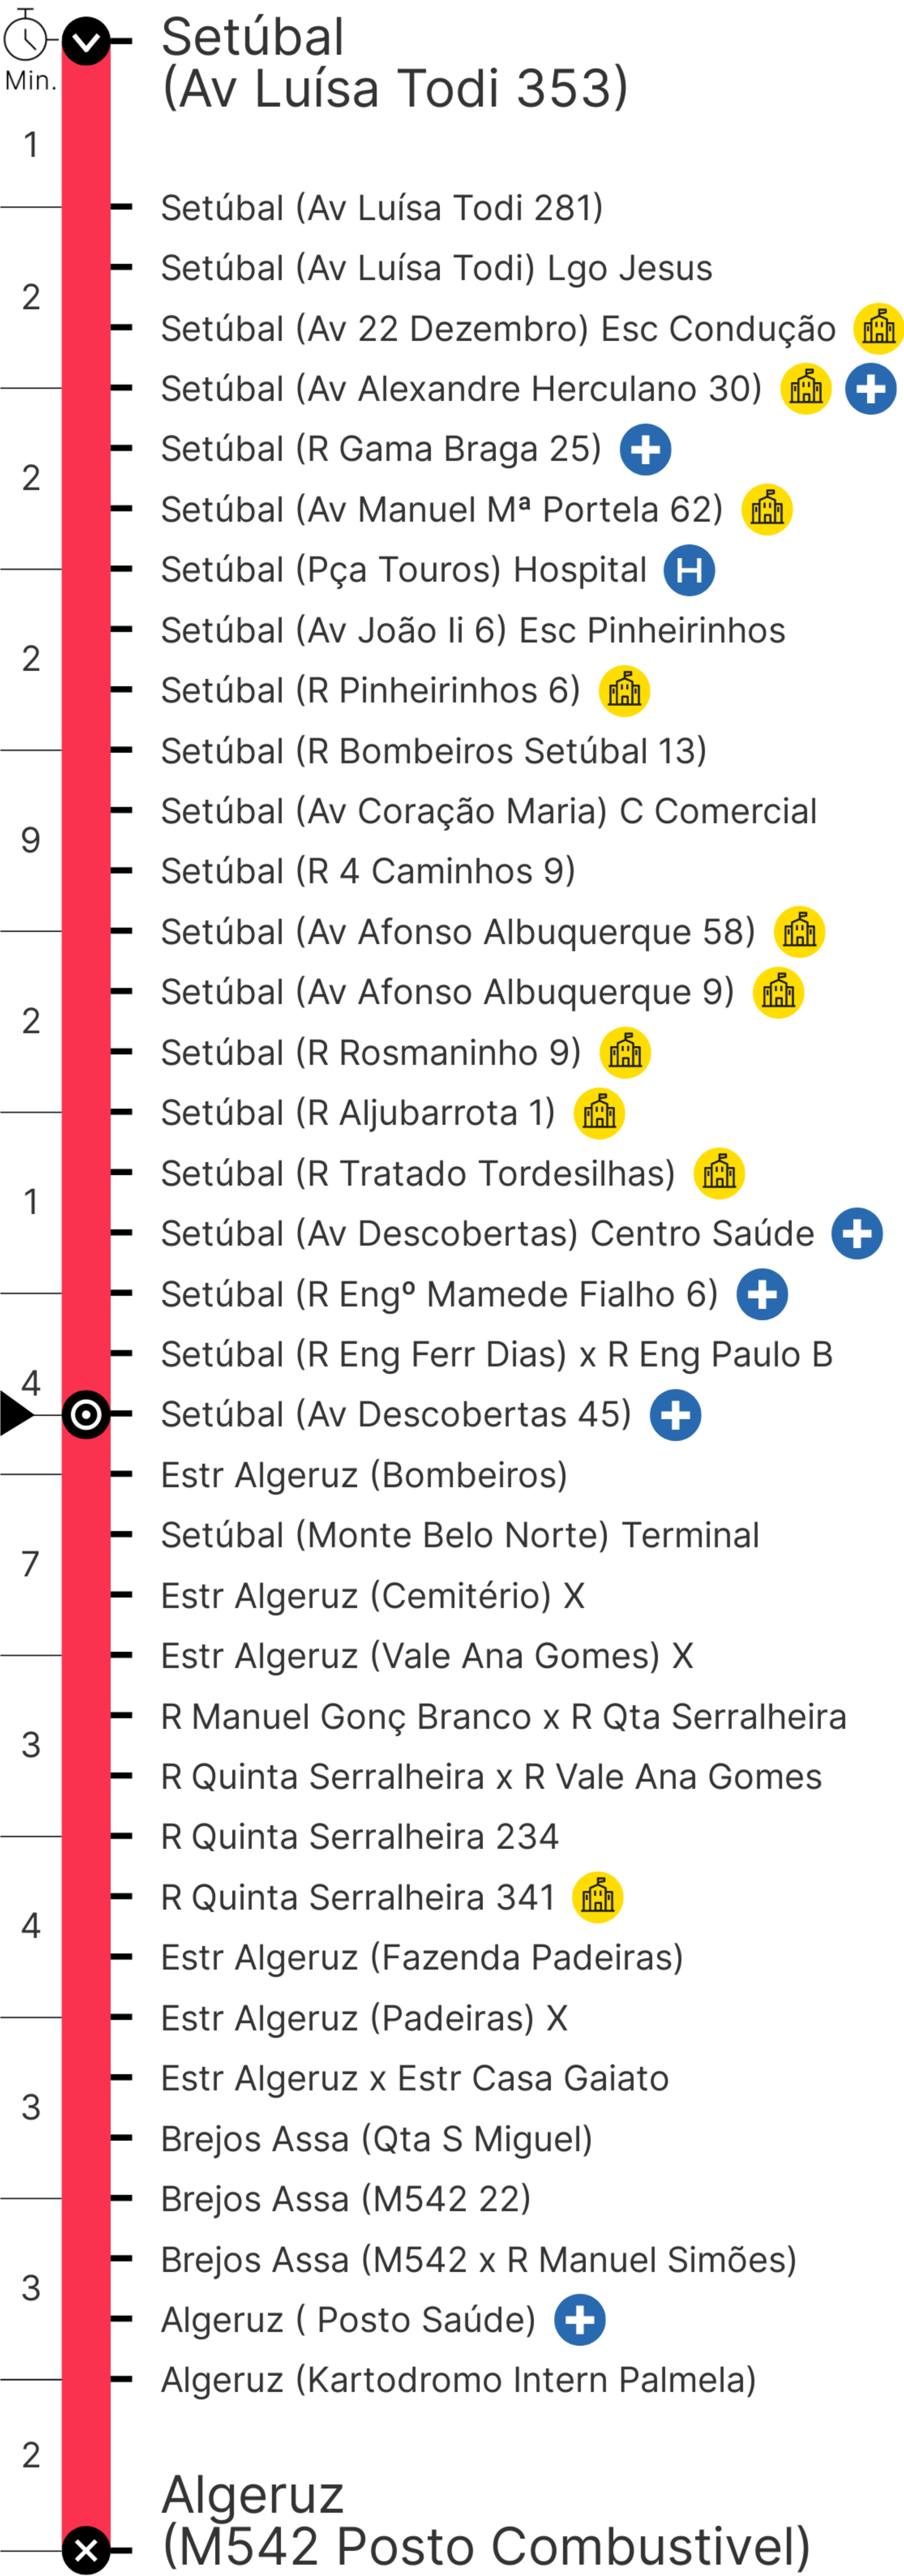 Setúbal
(Av Luísa Todi 353)
Min.
1
Setúbal (Av Luísa Todi 281)
Setúbal (Av Luísa Todi) Lgo Jesus
2
Setúbal (Av 22 Dezembro) Esc Condução
Setúbal (Av Alexandre Herculano 30)
Setúbal (R Gama Braga 25)
2
Setúbal (Av Manuel Mª Portela 62)
Setúbal (Pça Touros) Hospital H
Setúbal (Av João Ii 6) Esc Pinheirinhos
2
Setúbal (R Pinheirinhos 6)
Setúbal (R Bombeiros Setúbal 13)
Setúbal (Av Coração Maria) C Comercial
9
Setúbal (R 4 Caminhos 9)
Setúbal (Av Afonso Albuquerque 58)
Setúbal (Av Afonso Albuquerque 9)
2
Setúbal (R Rosmaninho 9)
Setúbal (R Aljubarrota 1)
Setúbal (R Tratado Tordesilhas)
1
Setúbal (Av Descobertas) Centro Saúde
Setúbal (R Engº Mamede Fialho 6)
Setúbal (R Eng Ferr Dias) x R Eng Paulo B
4
Setúbal (Av Descobertas 45)
Estr Algeruz (Bombeiros)
Setúbal (Monte Belo Norte) Terminal
7
Estr Algeruz (Cemitério) X
Estr Algeruz (Vale Ana Gomes) X
R Manuel Gonç Branco x R Qta Serralheira
3
R Quinta Serralheira x R Vale Ana Gomes
R Quinta Serralheira 234
R Quinta Serralheira 341
4
Estr Algeruz (Fazenda Padeiras)
Estr Algeruz (Padeiras) X
Estr Algeruz x Estr Casa Gaiato
3
Brejos Assa (Qta S Miguel)
Brejos Assa (M542 22)
Brejos Assa (M542 x R Manuel Simões)
3
Algeruz ( Posto Saúde)
Algeruz (Kartodromo Intern Palmela)
2
Algeruz
(M542 Posto Combustivel)